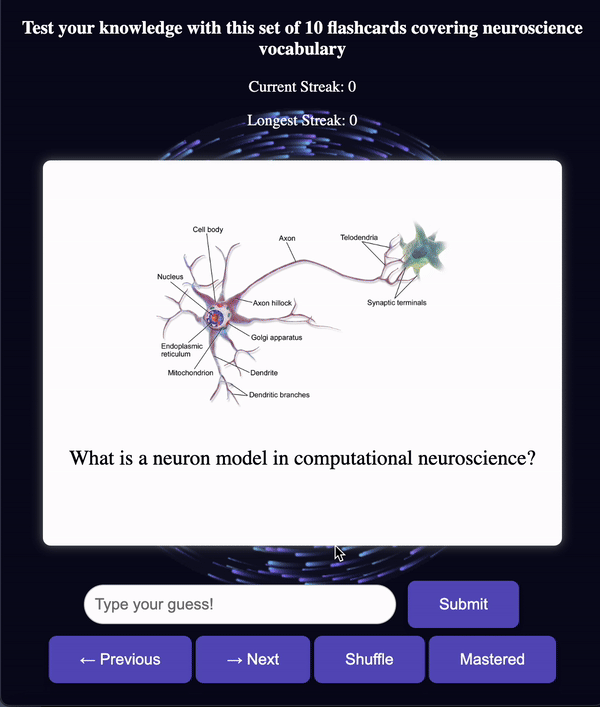 Test your knowledge with this set of 10 flashcards covering neuroscience
vocabulary
Current Streak: 0
Longest Streak: 0
Cell body
Axon
Telodendria
Nucleus
Axon hillock
Synaptic terminals
Golgi apparatus
Endoplasmic
reticulum
Mitochondrion
Dendrite
Dendritic branches
What is a neuron model in computational neuroscience?
Type your guess!
Submit
← Previous
→ Next
Shuffle
Mastered